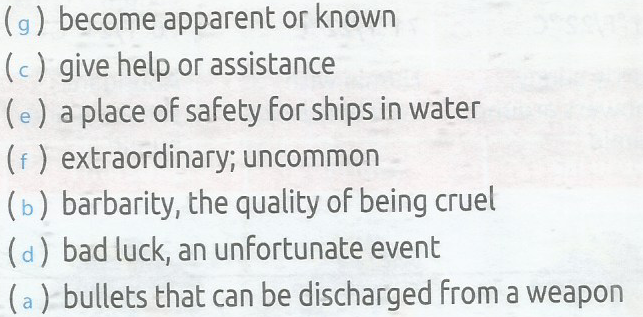 ( g ) become apparent or known
( c ) give help or assistance
( e ) a place of safety for ships in water
( f ) extraordinary; uncommon
( b ) barbarity, the quality of being cruel
( d ) bad luck, an unfortunate event
( a ) bullets that can be discharged from a weapon